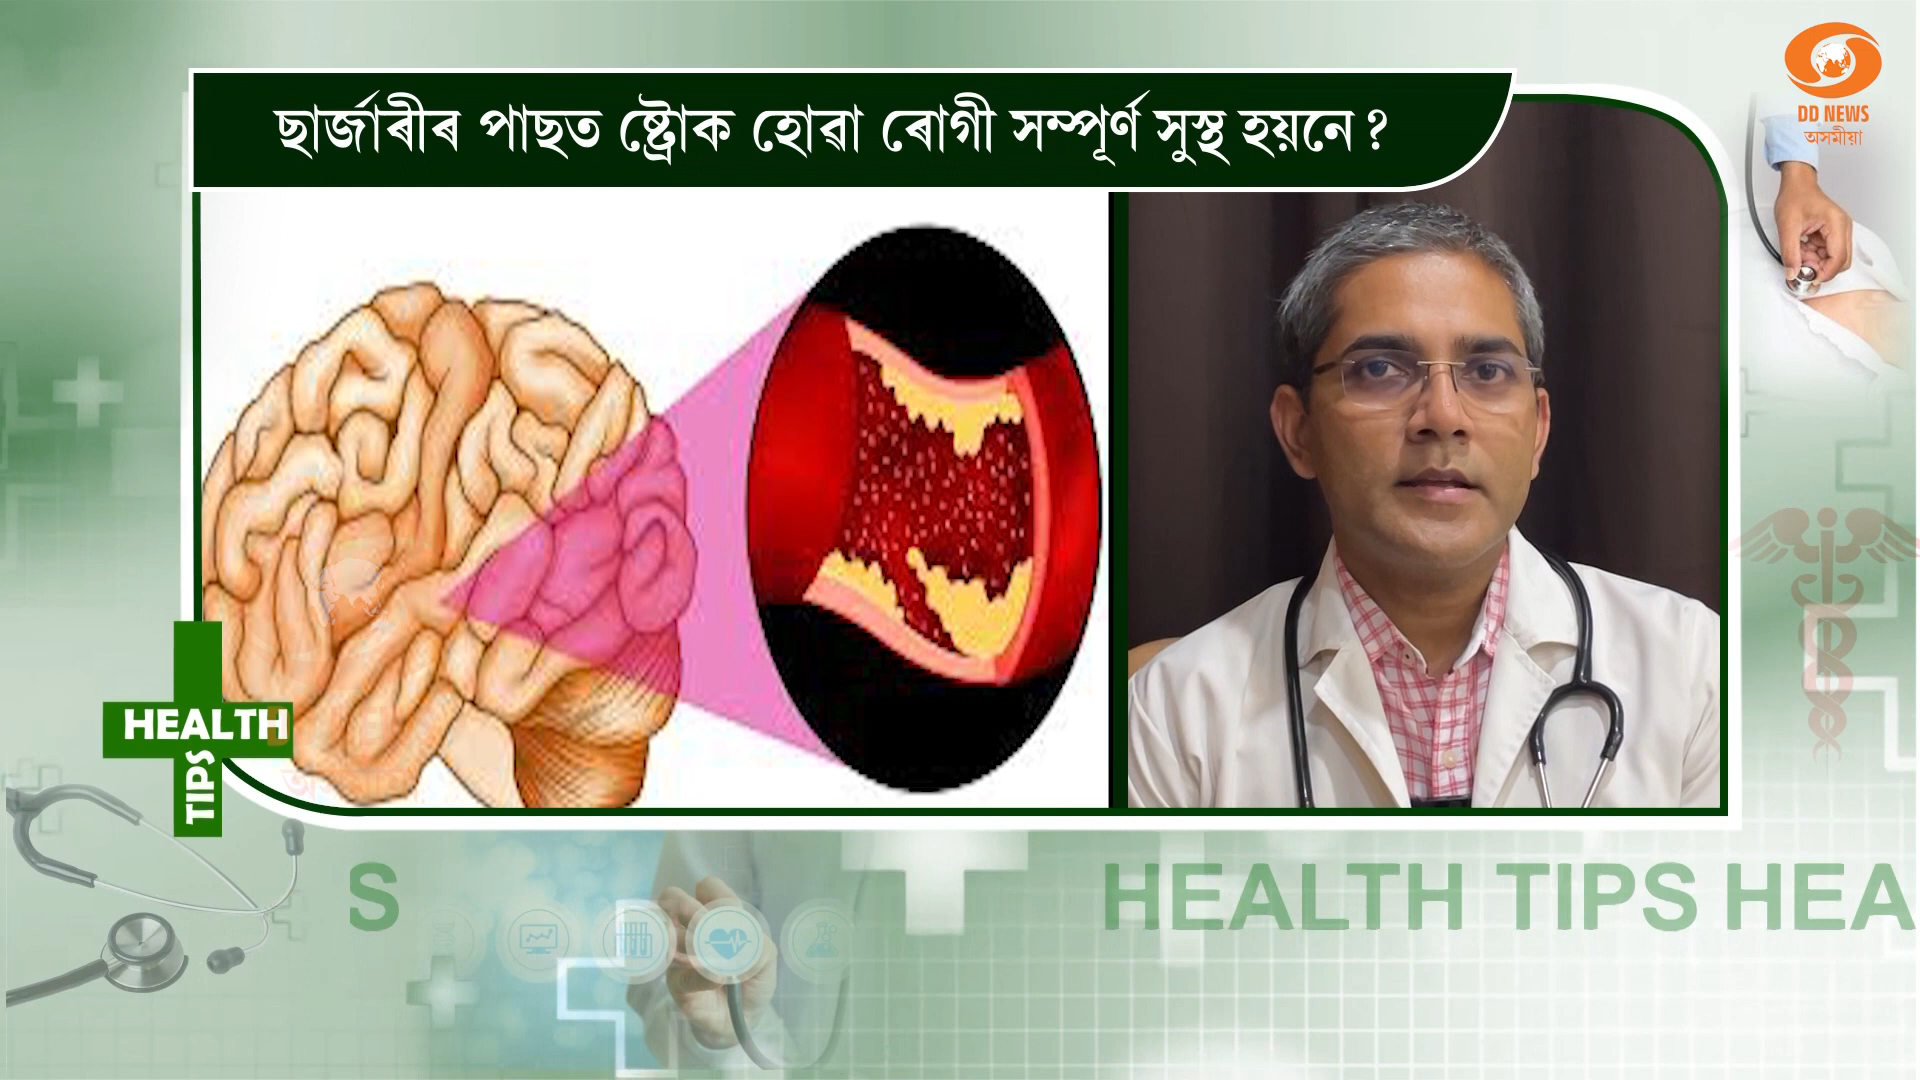 ছাৰ্জাৰীৰ পাছত ষ্ট্ৰোক হোৱা ৰোগী সম্পূৰ্ণ সুস্থ হয়নে ?
DD NEWS
অসমীয়া
HEALTH
TIPS
S HEALTH TIPS HEA